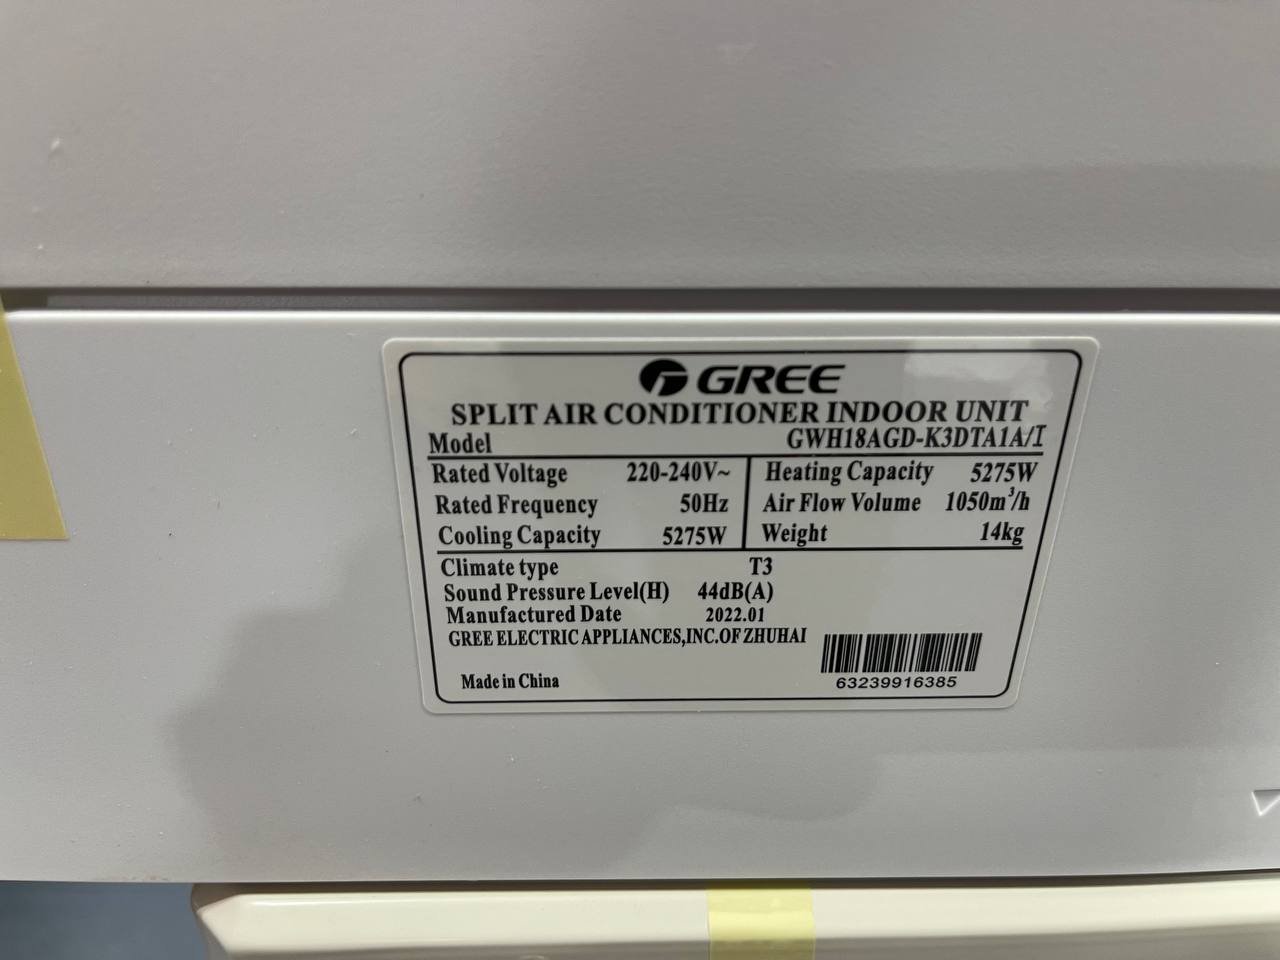 GREE
SPLIT AIR CONDITIONER INDOOR UNIT
Model GWH18AGD-K3DTA1A/I
Rated Voltage 220-240V~ Heating Capacity 5275W
Rated Frequency 50Hz Air Flow Volume 1050m³/h
Cooling Capacity 5275W Weight 14kg
Climate type T3
Sound Pressure Level(H) 44dB(A)
Manufactured Date 2022.01
GREE ELECTRIC APPLIANCES,INC.OF ZHUHAI
Made in China 63239916385